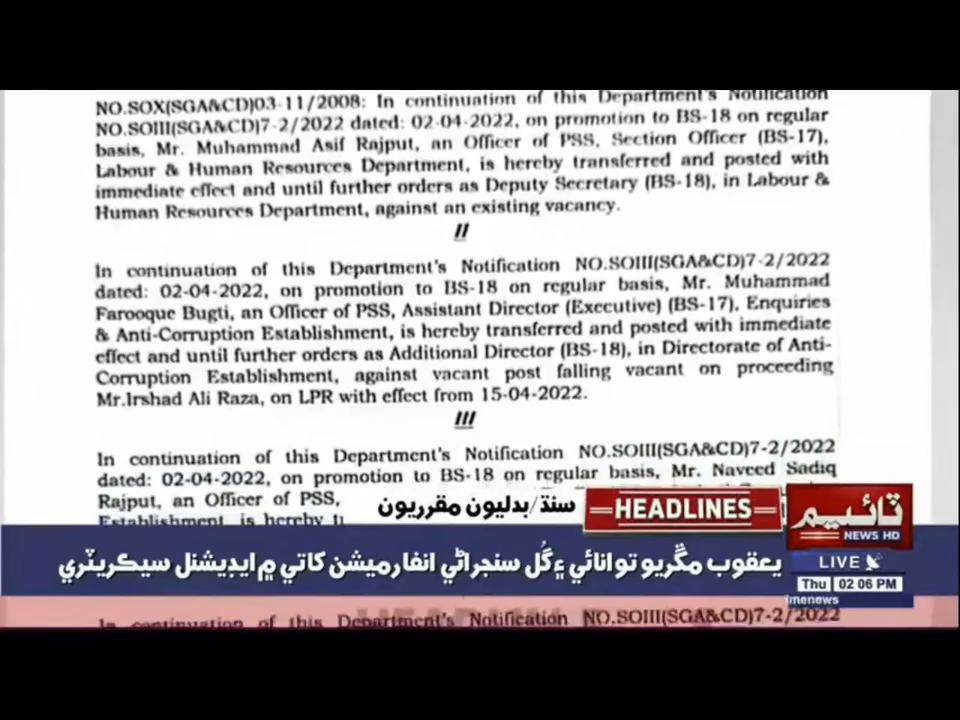 NO.SOX(SGA&CD)03-11/2008: In continuation of this Department's Notification
NO.SOIII(SGA&CD)7-2/2022 dated: 02-04-2022, on promotion to BS-18 on regular
basis, Mr. Muhammad Asif Rajput, an Officer of PSS, Section Officer (BS-17),
Labour & Human Resources Department, is hereby transferred and posted with
immediate effect and until further orders as Deputy Secretary (BS-18), in Labour &
Human Resources Department, against an existing vacancy.
II
In continuation of this Department's Notification NO.SOIII(SGA&CD)7-2/2022
dated: 02-04-2022, on promotion to BS-18 on regular basis, Mr. Muhammad
Farooque Bugti, an Officer of PSS, Assistant Director (Executive) (BS-17), Enquiries
& Anti-Corruption Establishment, is hereby transferred and posted with immediate
effect and until further orders as Additional Director (BS-18), in Directorate of Anti-
Corruption Establishment, against vacant post falling vacant on proceeding
Mr.Irshad Ali Raza, on LPR with effect from 15-04-2022.
III
In continuation of this Department's Notification NO.SOIII(SGA&CD)7-2/2022
dated: 02-04-2022, on promotion to BS-18 on regular basis, Mr. Naveed Sadiq
Rajput, an Officer of PSS,
Establishment, is hereby
سنڌ/بدليون مقرريون
HEADLINES
ٽائيم
NEWS HD
يعقوب مگريو توانائي ۽ گُل سنجراڻي انفارميشن کاتي ۾ ايڊيشنل سيڪريٽري
LIVE
Thu 02:06 PM
menews
In continuation of this Department's Notification NO.SOIII(SGA&CD)7-2/2022